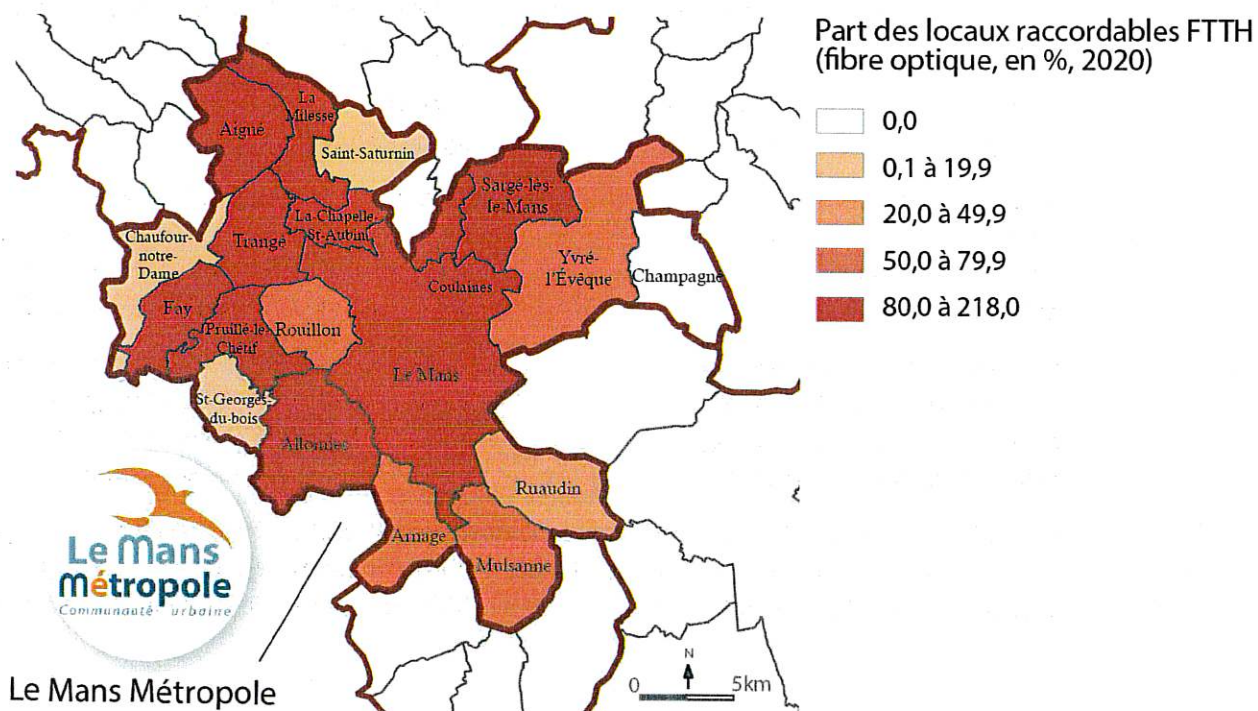 Part des locaux raccordables FTTH
(fibre optique, en %, 2020)
0,0
0,1 à 19,9
20,0 à 49,9
50,0 à 79,9
80,0 à 218,0
La
Milesse
Aigné
Saint-Saturnin
Sargé-lès-
le-Mans
La-Chapelle-
St-Aubin
Trangé
Chaufour-
notre-
Dame
Yvré-
l'Évêque
Champagné
Coulaines
Fay
Pruillé-le-
Chétif
Rouillon
Le Mans
St-Georges-
du-bois
Allonnes
Ruaudin
Arnage
Mulsanne
Le Mans
Métropole
Communauté urbaine
Le Mans Métropole
N
0 5km